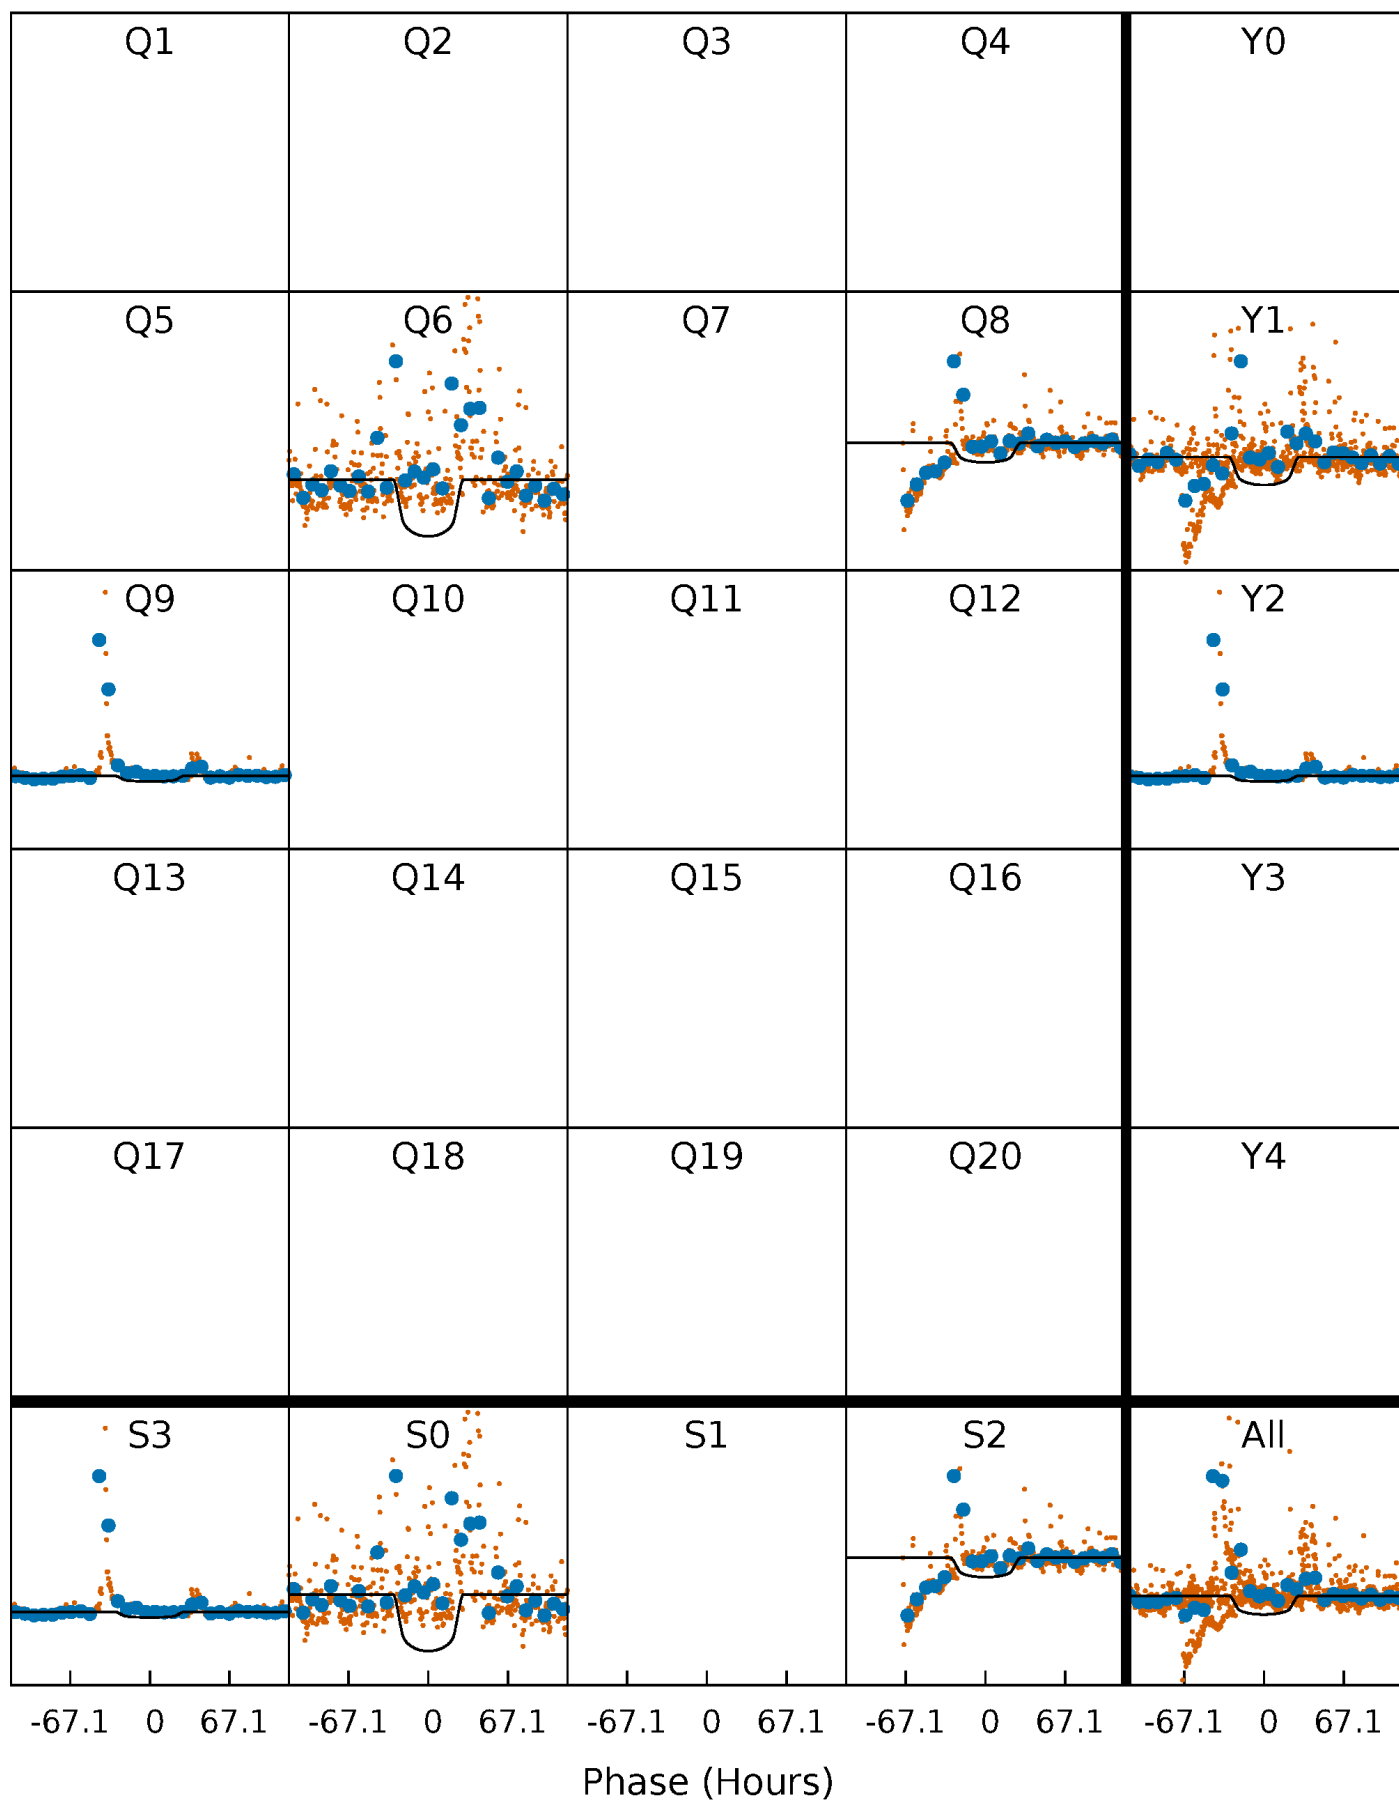 Q1 Q2 Q3 Q4 Y0
Q5 Q6 Q7 Q8 Y1
Q9 Q10 Q11 Q12 Y2
Q13 Q14 Q15 Q16 Y3
Q17 Q18 Q19 Q20 Y4
S3 S0 S1 S2 All
-67.1 0 67.1 -67.1 0 67.1 -67.1 0 67.1 -67.1 0 67.1 -67.1 0 67.1
Phase (Hours)